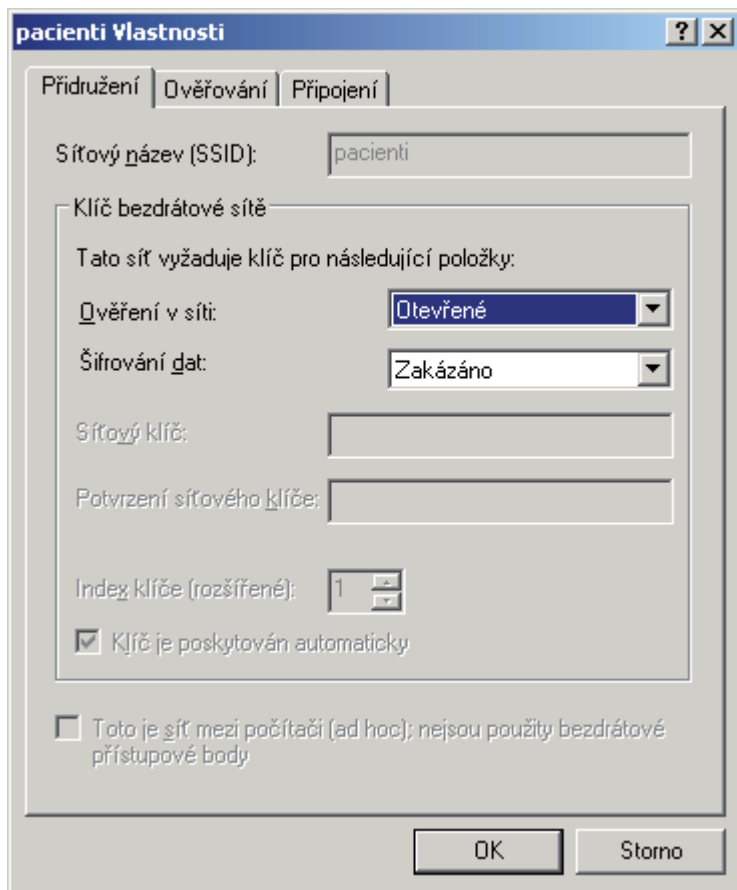 pacienti Vlastnosti
Přidružení Ověřování Připojení
Síťový název (SSID): pacienti
Klíč bezdrátové sítě
Tato síť vyžaduje klíč pro následující položky:
Ověření v síti: Otevřené
Šifrování dat: Zakázáno
Síťový klíč:
Potvrzení síťového klíče:
Index klíče (rozšířené): 1
Klíč je poskytován automaticky
Toto je síť mezi počítači (ad hoc); nejsou použity bezdrátové
přístupové body
OK Storno